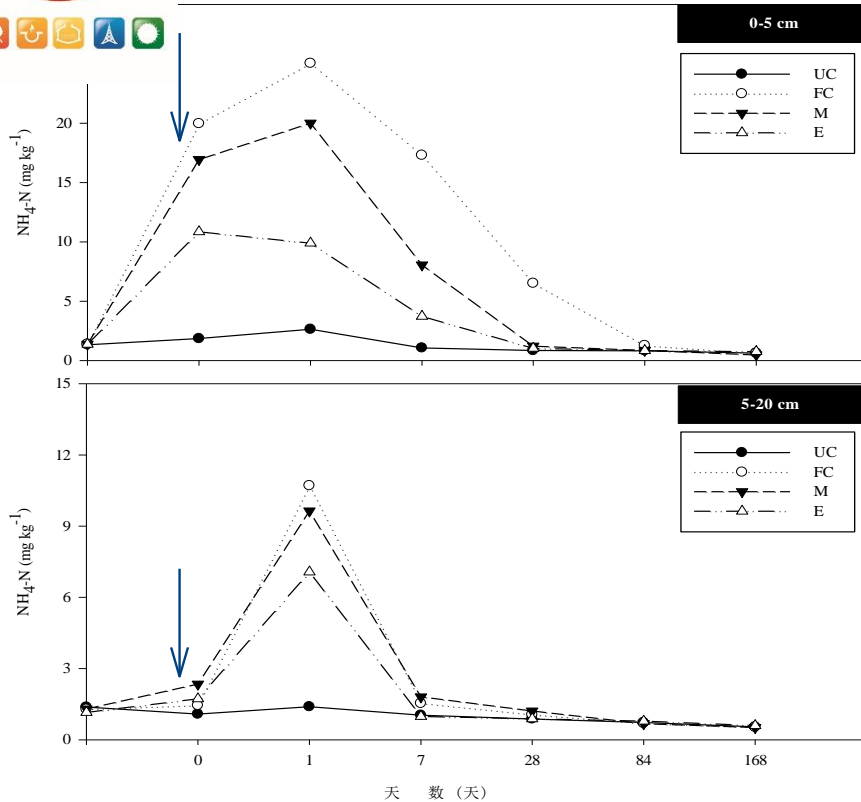 0-5 cm
UC
FC
M
E
NH4-N (mg kg-1)
20
15
10
5
0
5-20 cm
UC
FC
M
E
NH4-N (mg kg-1)
15
12
9
6
3
0
0 1 7 28 84 168
天 数（天）